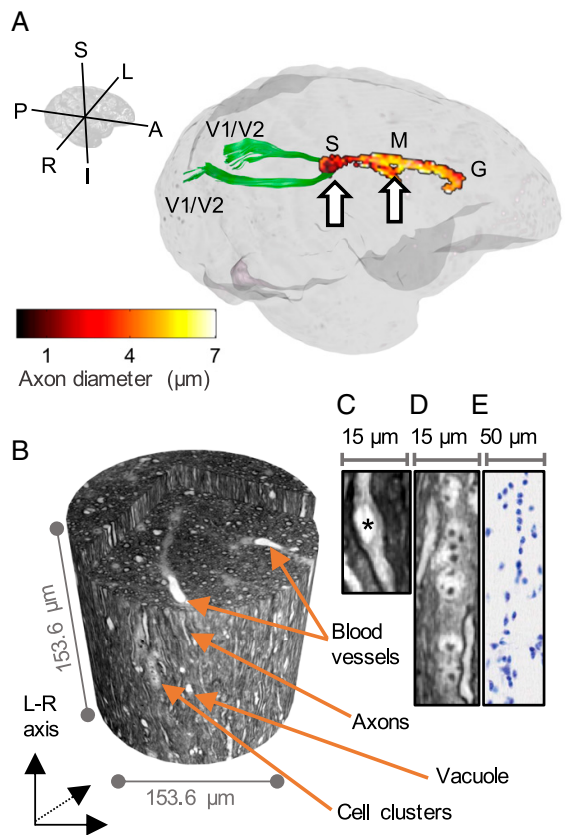 A
S
L
P
A
R
I
V1/V2
V1/V2
S
M
G
1 4 7
Axon diameter (µm)
B
C D E
15 µm 15 µm 50 µm
*
153.6 µm
Blood
vessels
L-R
axis
Axons
Vacuole
153.6 µm
Cell clusters